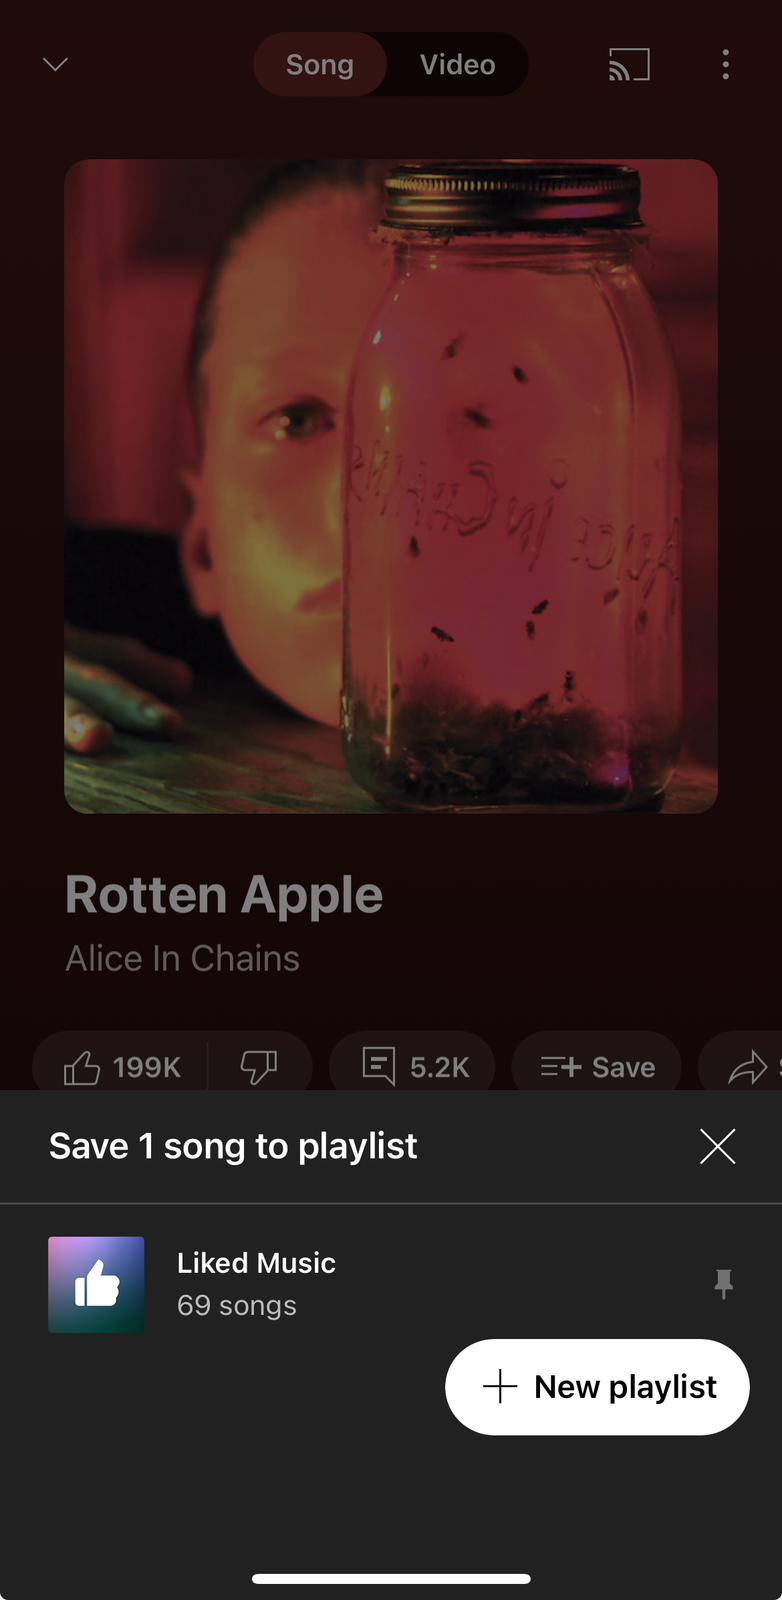 Song Video
Rotten Apple
Alice In Chains
199K 5.2K Save
Save 1 song to playlist
Liked Music
69 songs
New playlist